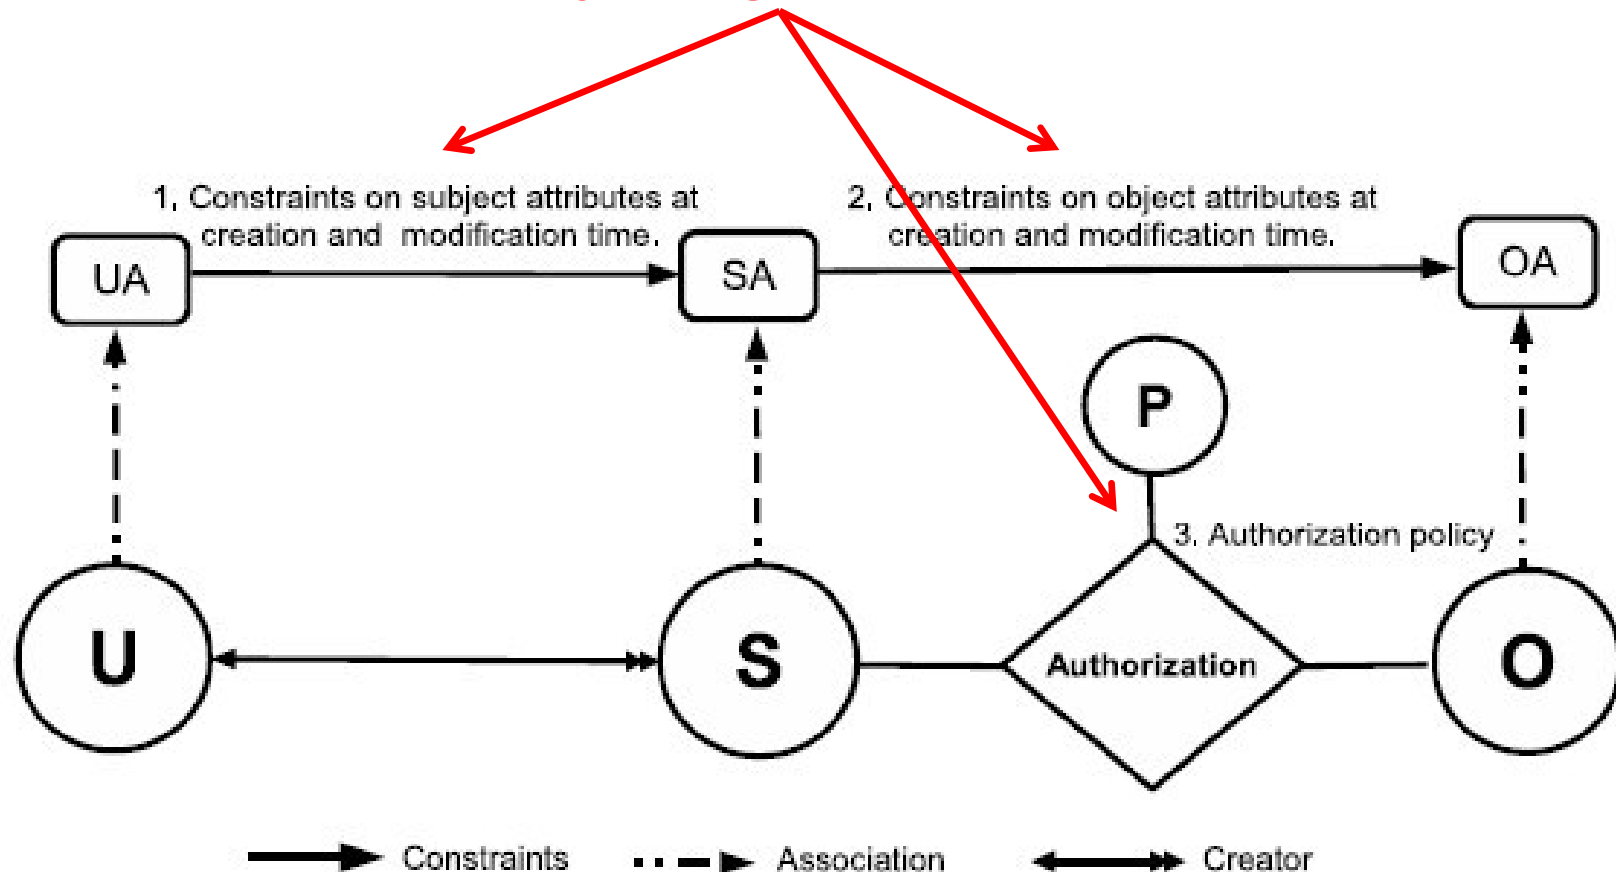 1. Constraints on subject attributes at
creation and modification time.
2. Constraints on object attributes at
creation and modification time.
UA
SA
OA
P
3. Authorization policy
U
S
Authorization
O
Constraints
Association
Creator